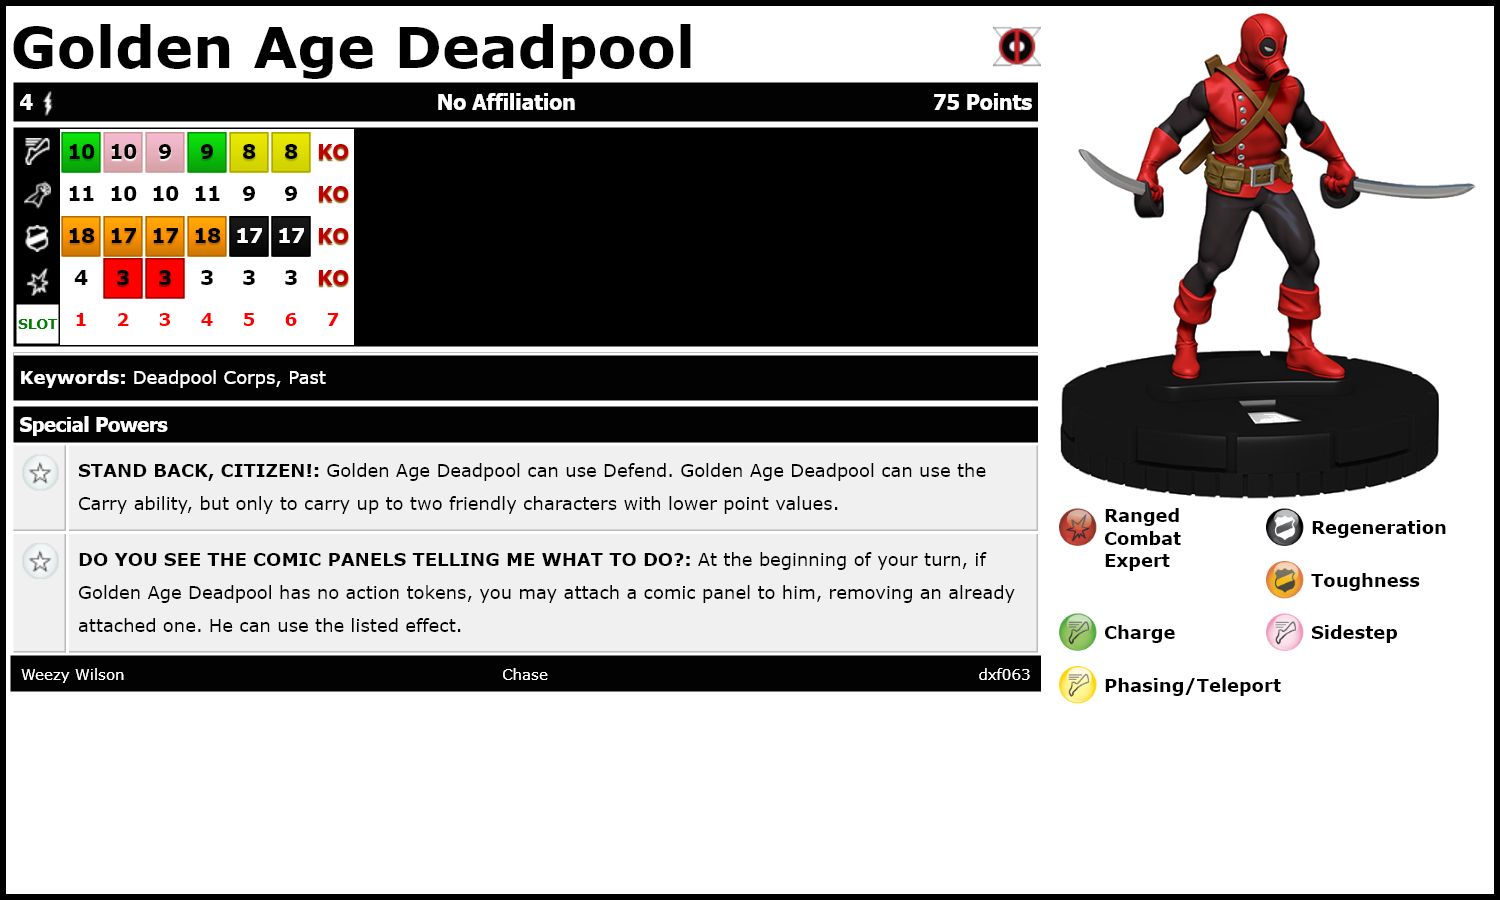 Golden Age Deadpool
4 No Affiliation 75 Points
10 10 9 9 8 8 KO
11 10 10 11 9 9 KO
18 17 17 18 17 17 KO
4 3 3 3 3 3 KO
SLOT 1 2 3 4 5 6 7
Keywords: Deadpool Corps, Past
Special Powers
STAND BACK, CITIZEN!: Golden Age Deadpool can use Defend. Golden Age Deadpool can use the
Carry ability, but only to carry up to two friendly characters with lower point values.
DO YOU SEE THE COMIC PANELS TELLING ME WHAT TO DO?: At the beginning of your turn, if
Golden Age Deadpool has no action tokens, you may attach a comic panel to him, removing an already
attached one. He can use the listed effect.
Weezy Wilson Chase dxf063
Ranged
Combat
Expert
Regeneration
Toughness
Charge
Sidestep
Phasing/Teleport